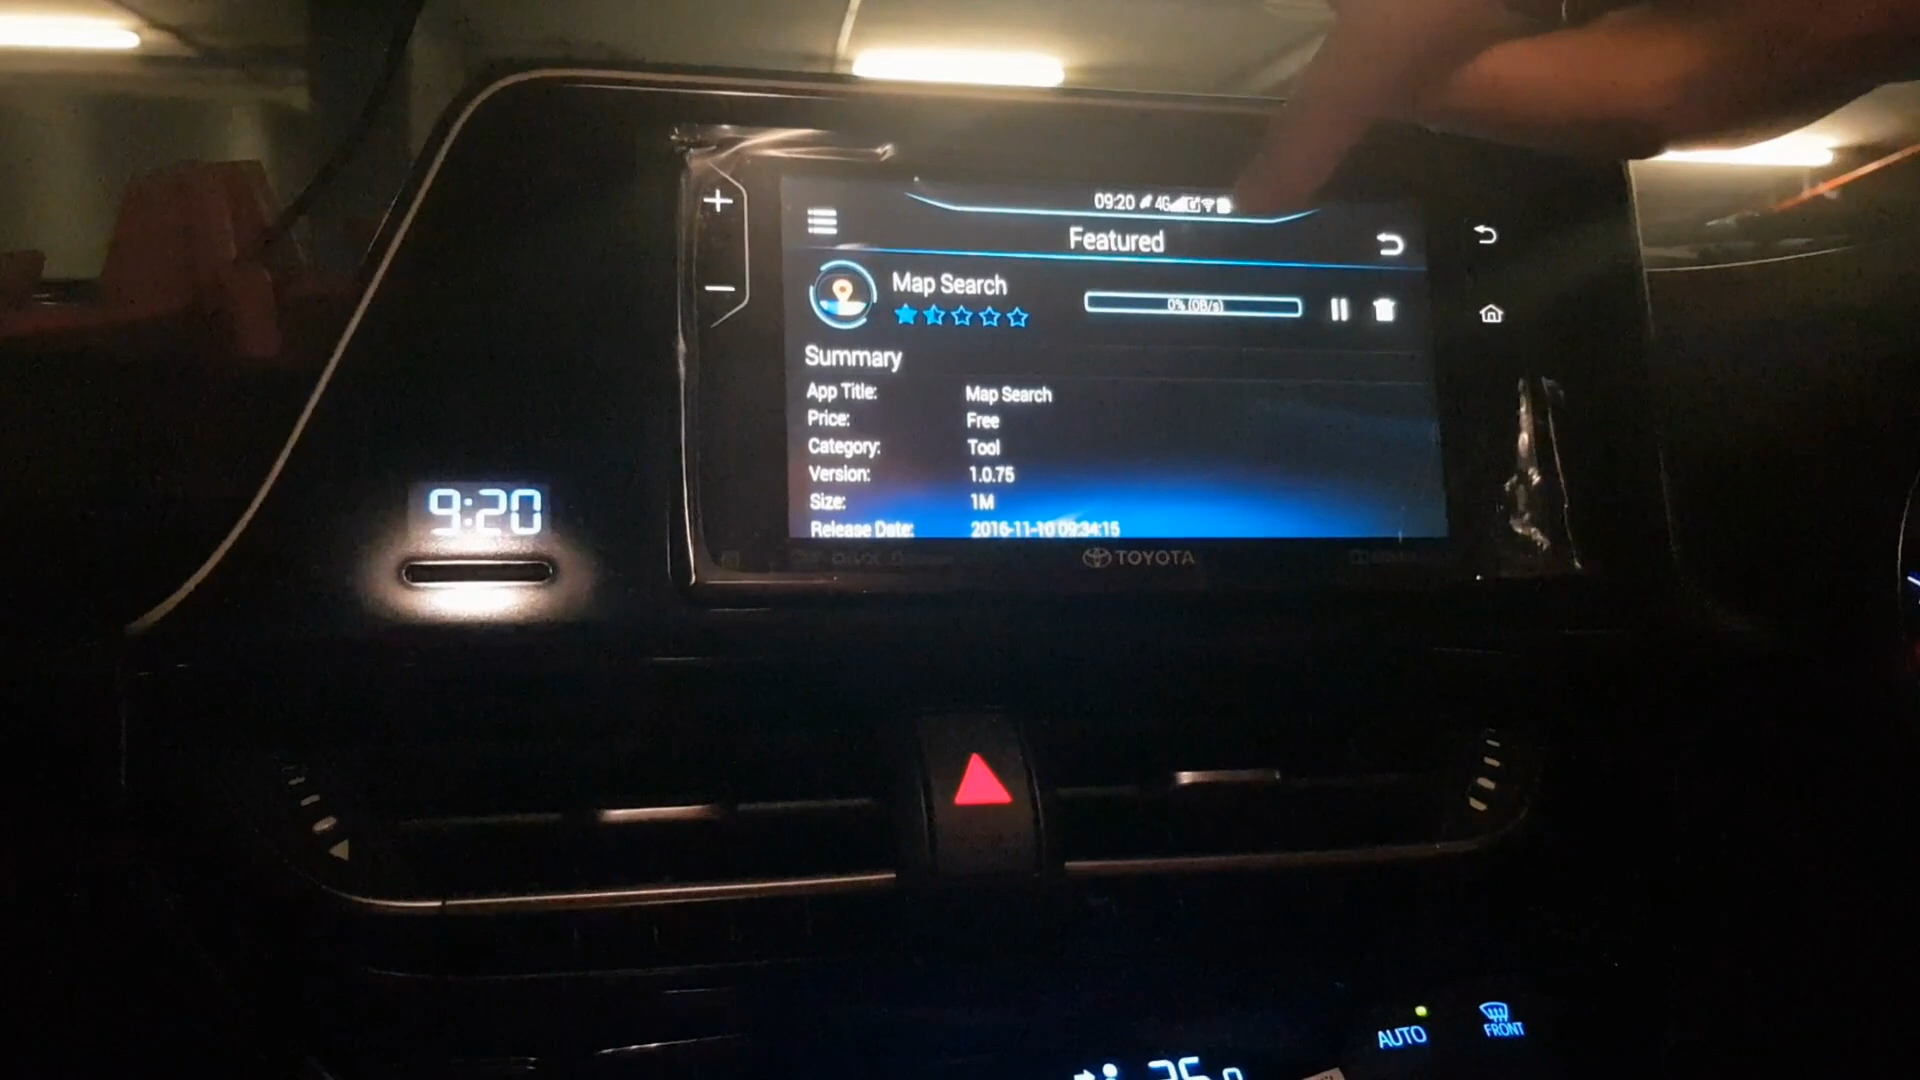 09:20 4G
Featured
Map Search
0% (0B/s)
Summary
App Title: Map Search
Price: Free
Category: Tool
Version: 1.0.75
Size: 1M
Release Date: 2016-11-10 09:34:15
TOYOTA
9:20
AUTO
FRONT